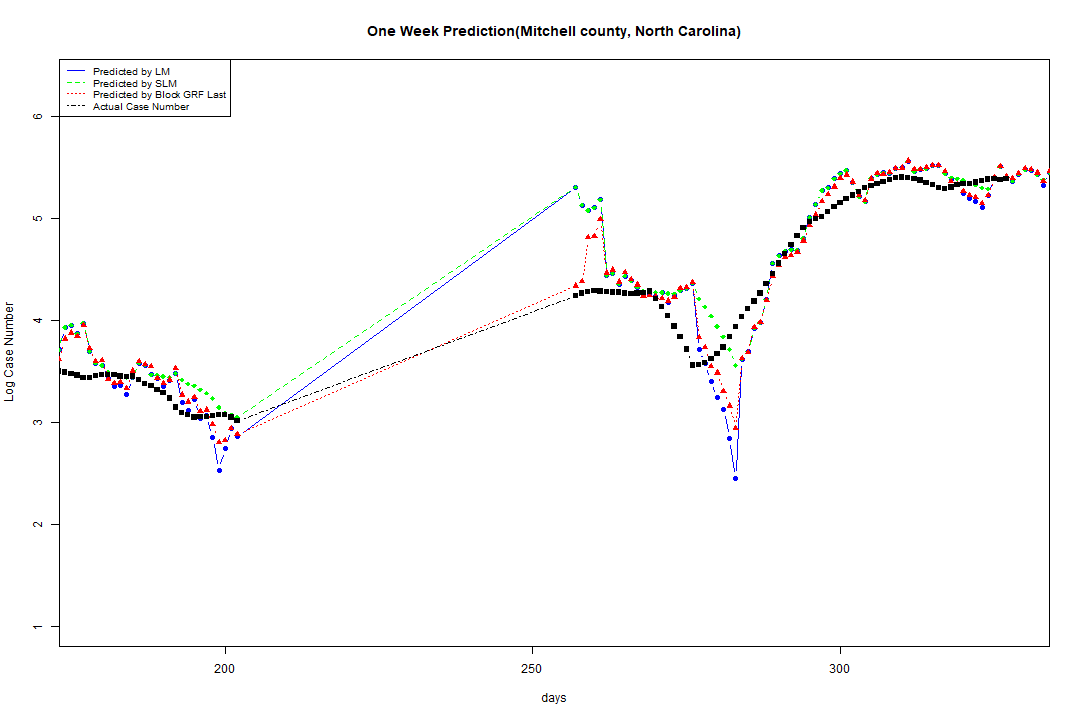 One Week Prediction(Mitchell county, North Carolina)
Predicted by LM
Predicted by SLM
Predicted by Block GRF Last
Actual Case Number
Log Case Number
6
5
4
3
2
1
200
250
300
days